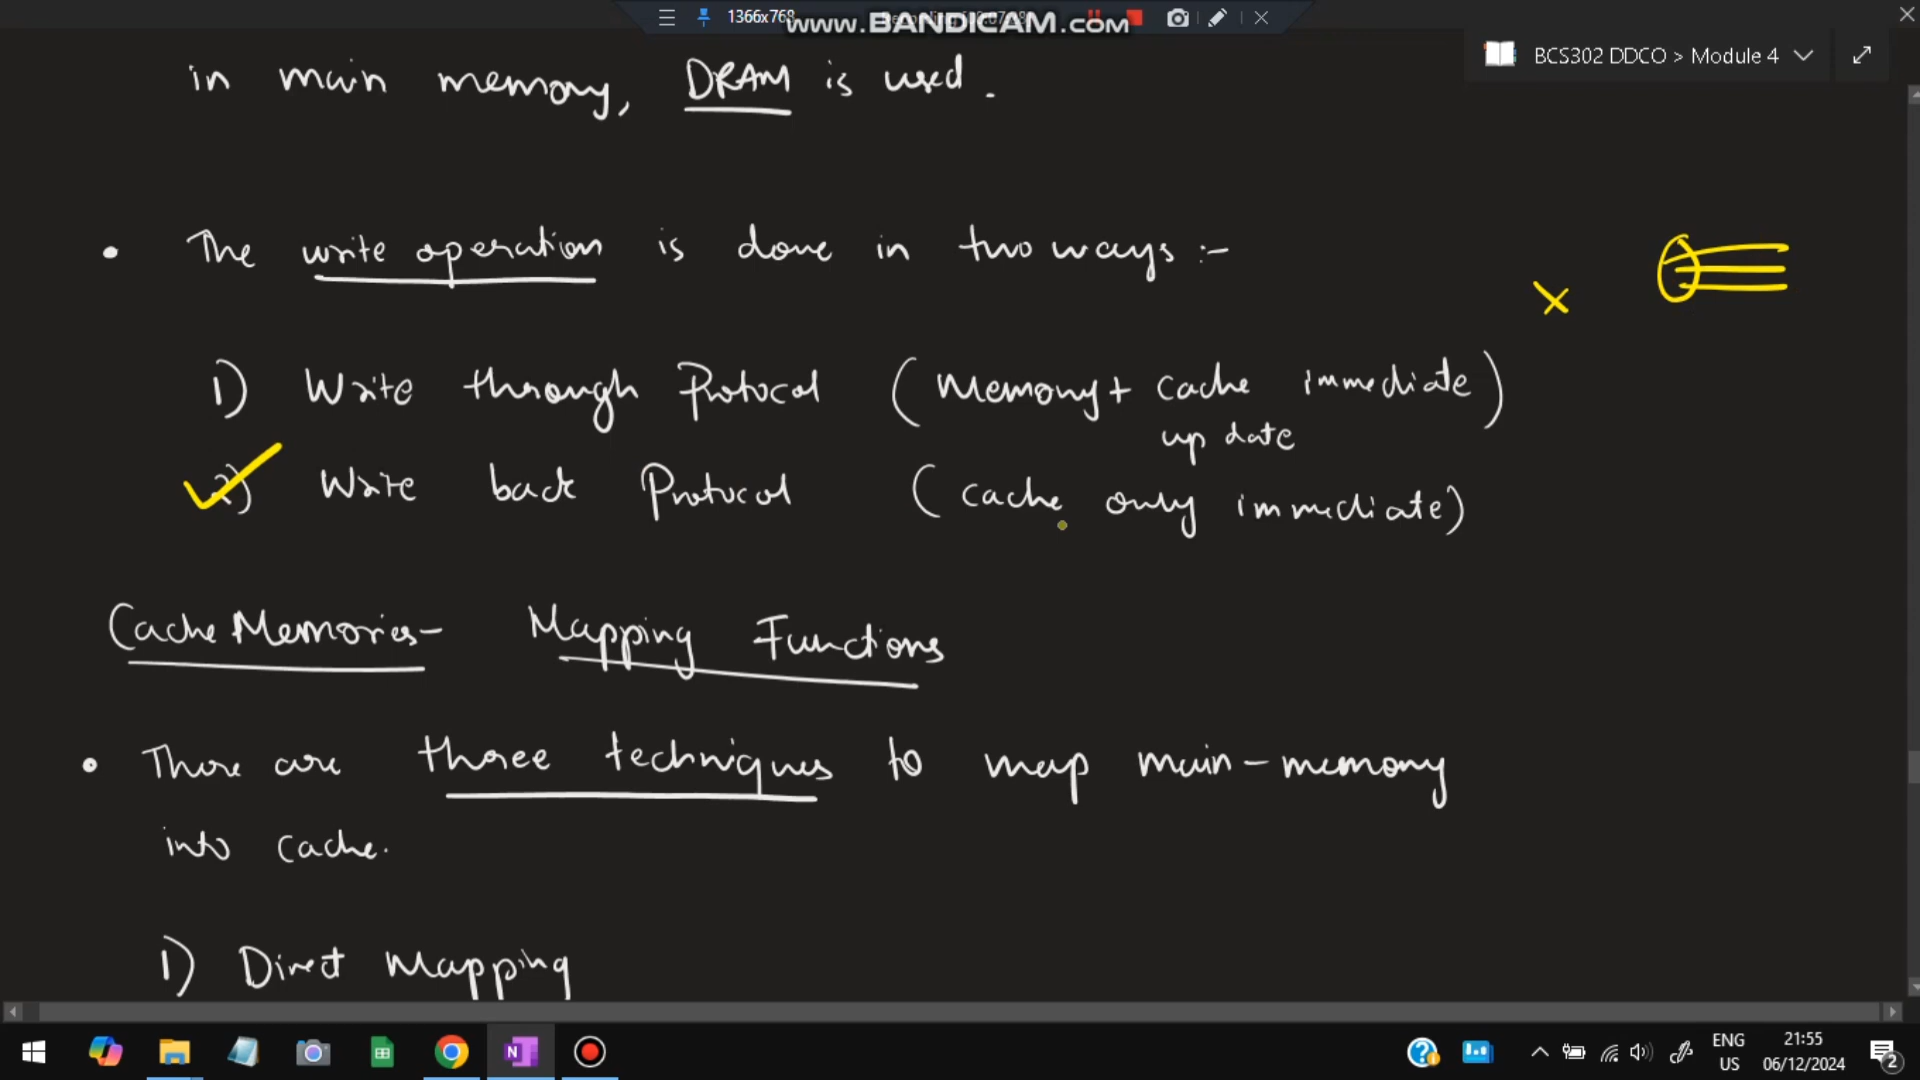 1366x768
www.BANDICAM.com
BCS302 DDCO > Module 4
in main memory, DRAM is used.
• The write operation is done in two ways :-
1) Write through Protocol (Memory + cache immediate)
up date
2) Write back Protocol (cache only immediate)
Cache Memories - Mapping Functions
• There are three techniques to map main-memory
into cache.
1) Direct Mapping
ENG
US
21:55
06/12/2024
2